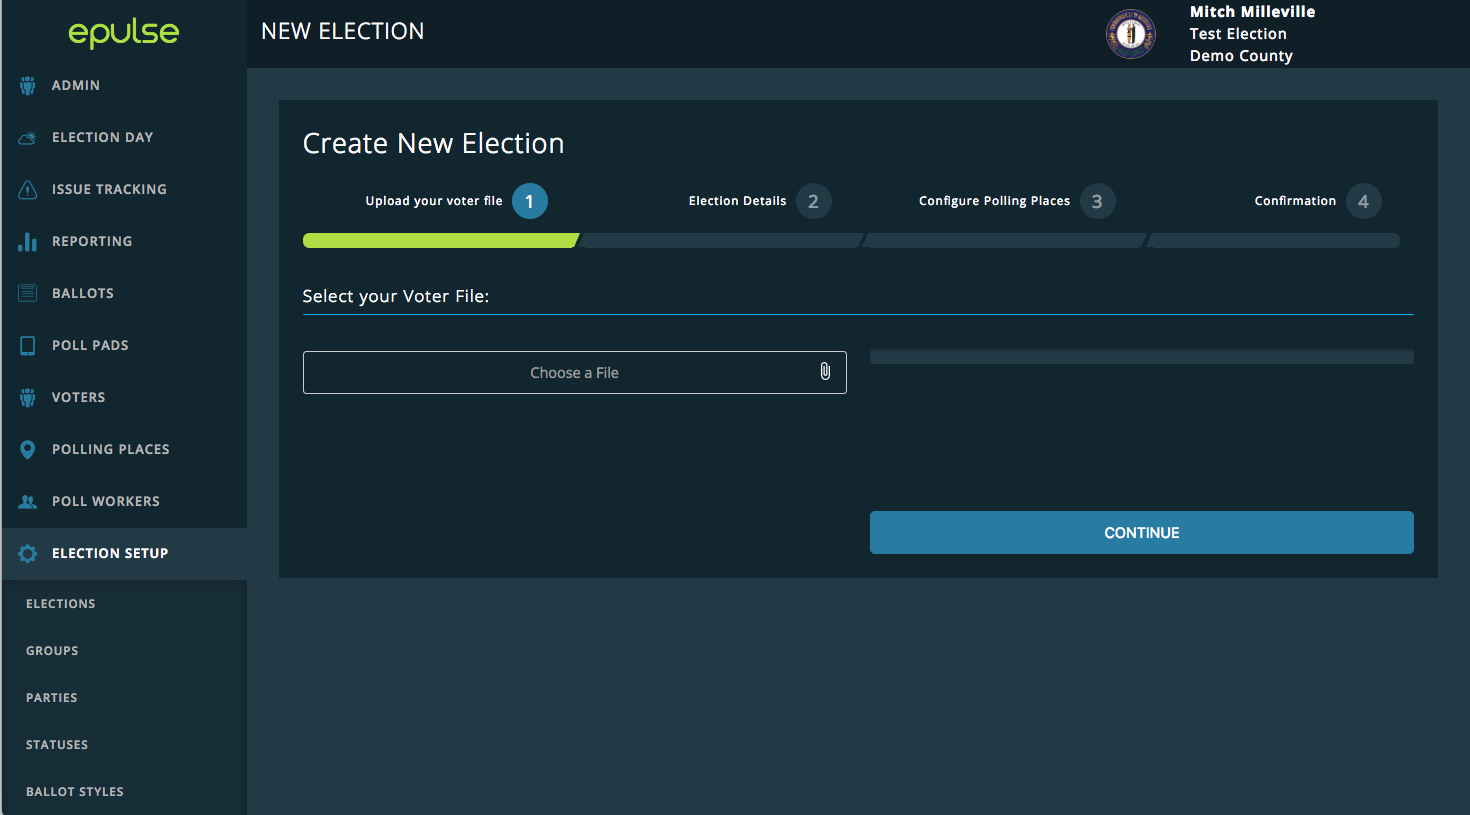 epulse
NEW ELECTION
Mitch Milleville
Test Election
Demo County
ADMIN
ELECTION DAY
ISSUE TRACKING
REPORTING
BALLOTS
POLL PADS
VOTERS
POLLING PLACES
POLL WORKERS
ELECTION SETUP
ELECTIONS
GROUPS
PARTIES
STATUSES
BALLOT STYLES
Create New Election
Upload your voter file 1
Election Details 2
Configure Polling Places 3
Confirmation 4
Select your Voter File:
Choose a File
CONTINUE